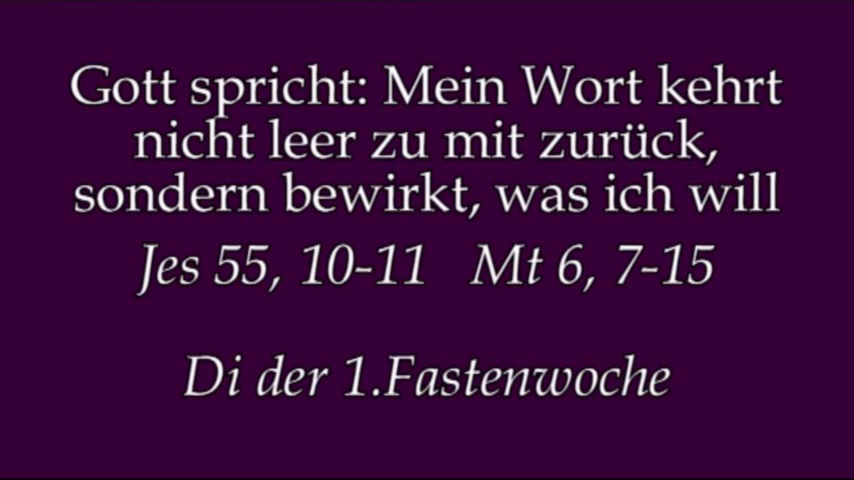 Gott spricht: Mein Wort kehrt
nicht leer zu mit zurück,
sondern bewirkt, was ich will
Jes 55, 10-11 Mt 6, 7-15
Di der 1.Fastenwoche